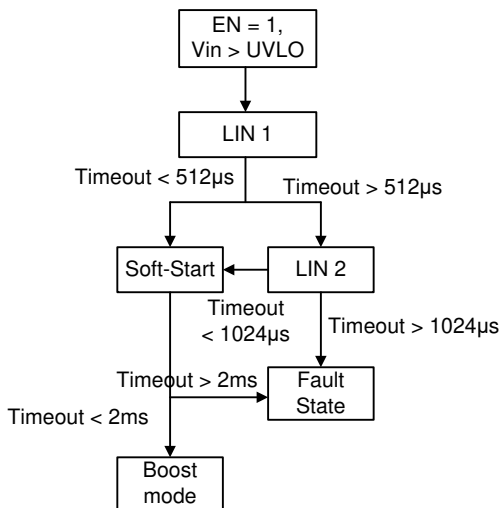 EN = 1,
Vin > UVLO
LIN 1
Timeout < 512µs
Timeout > 512µs
Soft-Start
LIN 2
Timeout
< 1024µs
Timeout > 1024µs
Timeout > 2ms
Fault
State
Timeout < 2ms
Boost
mode